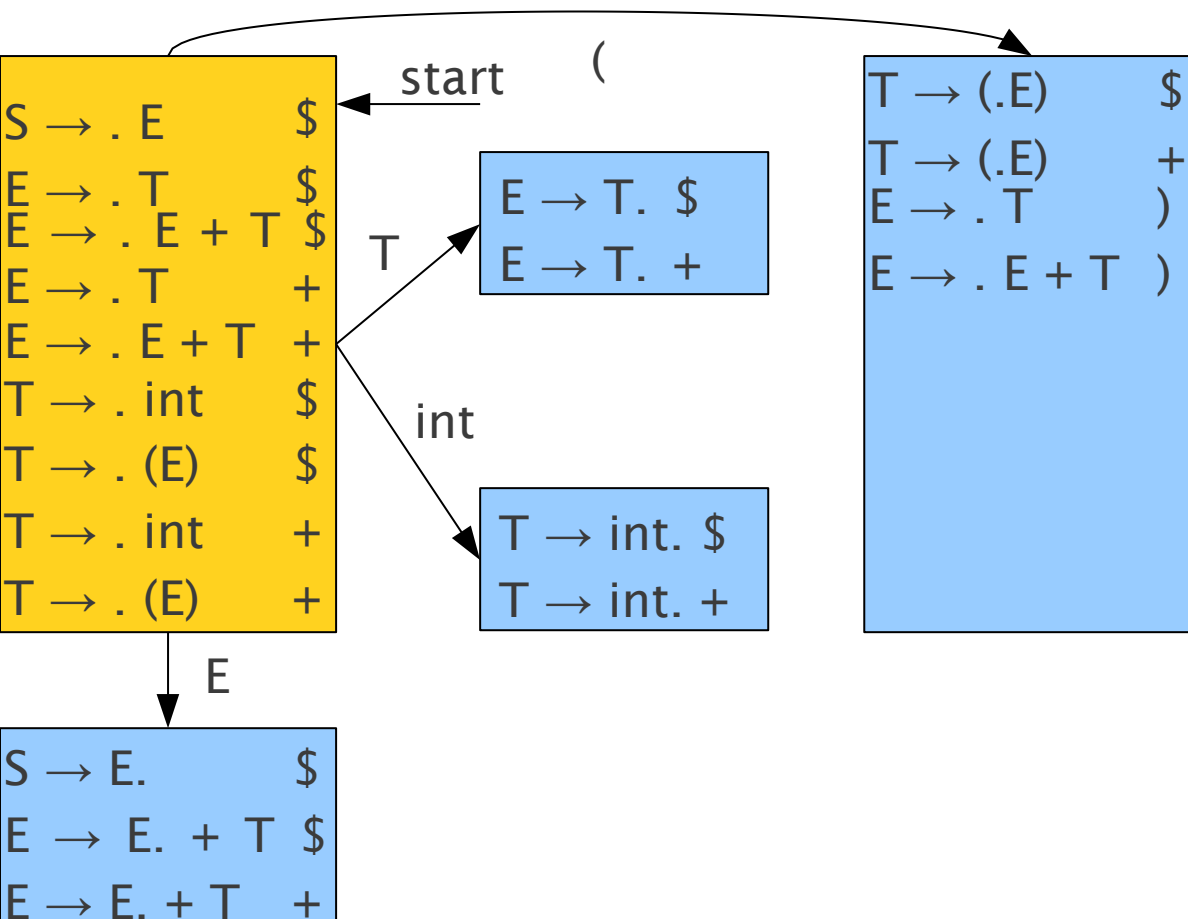 (
start
S → . E $
E → . T $
E → . E + T $
E → . T +
E → . E + T +
T → . int $
T → . (E) $
T → . int +
T → . (E) +
T
E → T. $
E → T. +
int
T → int. $
T → int. +
T → (.E) $
T → (.E) +
E → . T )
E → . E + T )
E
S → E. $
E → E. + T $
E → E. + T +